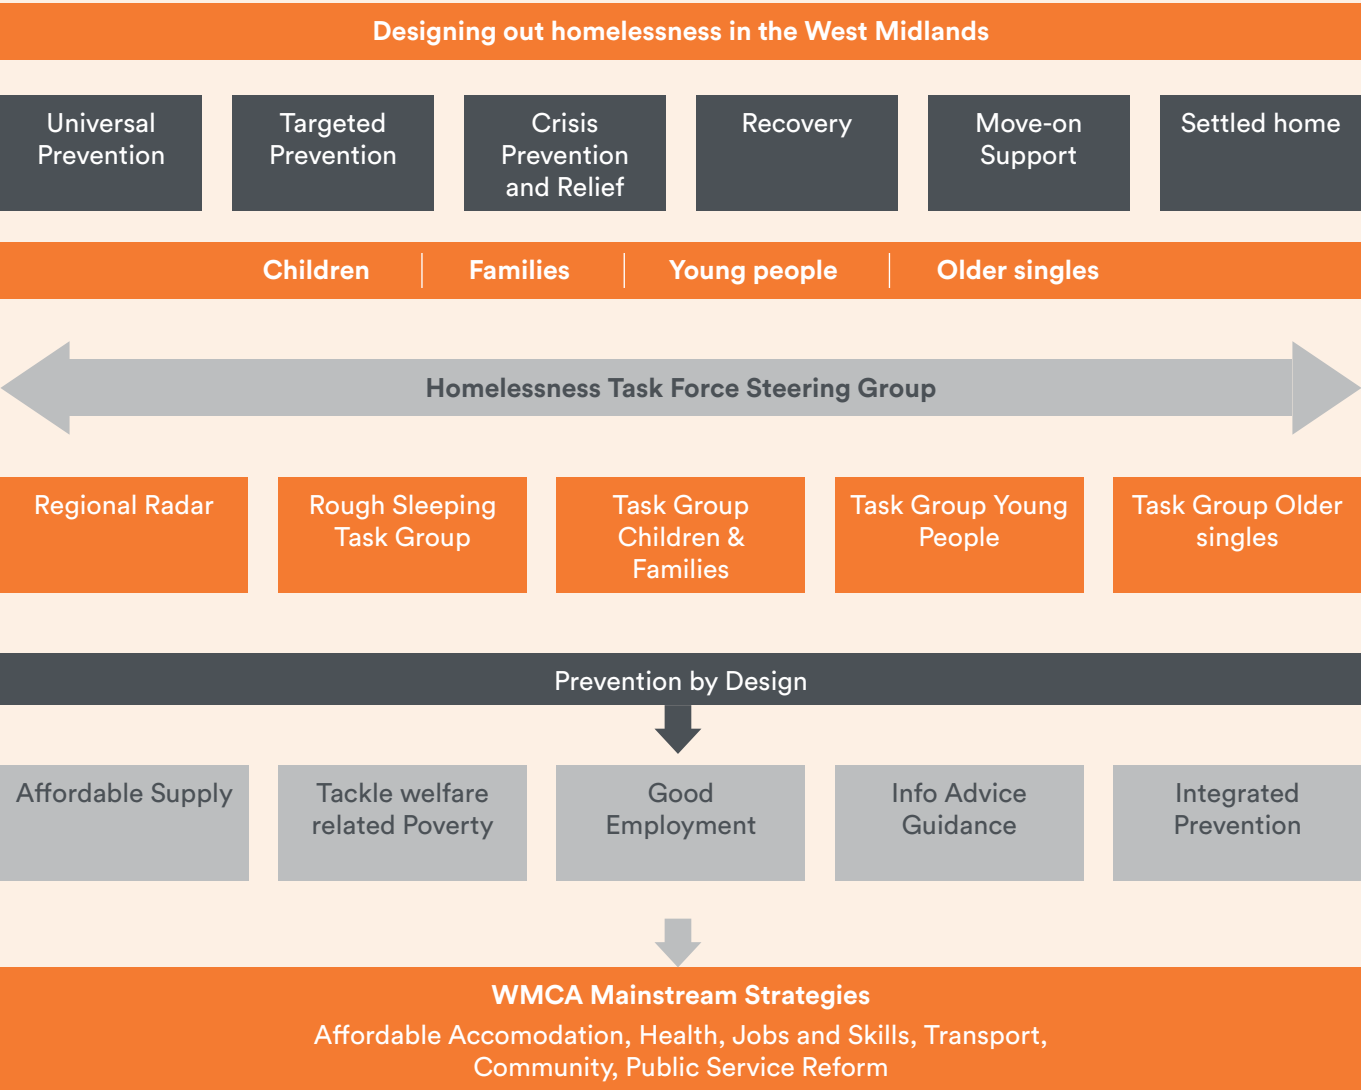 Designing out homelessness in the West Midlands
Universal
Prevention
Targeted
Prevention
Crisis
Prevention
and Relief
Recovery
Move-on
Support
Settled home
Children
Families
Young people
Older singles
Homelessness Task Force Steering Group
Regional Radar
Rough Sleeping
Task Group
Task Group
Children &
Families
Task Group Young
People
Task Group Older
singles
Prevention by Design
Affordable Supply
Tackle welfare
related Poverty
Good
Employment
Info Advice
Guidance
Integrated
Prevention
WMCA Mainstream Strategies
Affordable Accomodation, Health, Jobs and Skills, Transport,
Community, Public Service Reform